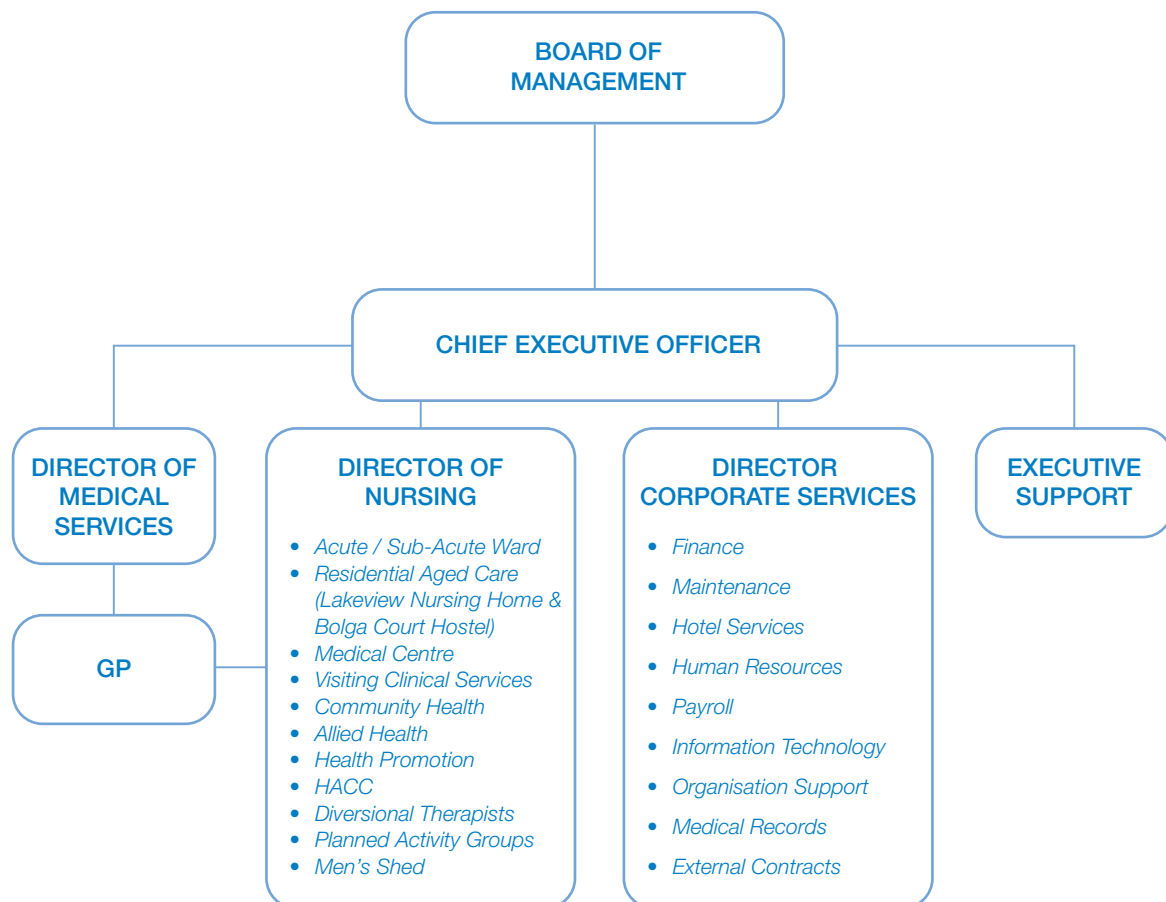 BOARD OF
MANAGEMENT
CHIEF EXECUTIVE OFFICER
DIRECTOR OF
MEDICAL
SERVICES
GP
DIRECTOR OF
NURSING
• Acute / Sub-Acute Ward
• Residential Aged Care
(Lakeview Nursing Home &
Bolga Court Hostel)
• Medical Centre
• Visiting Clinical Services
• Community Health
• Allied Health
• Health Promotion
• HACC
• Diversional Therapists
• Planned Activity Groups
• Men's Shed
DIRECTOR
CORPORATE SERVICES
• Finance
• Maintenance
• Hotel Services
• Human Resources
• Payroll
• Information Technology
• Organisation Support
• Medical Records
• External Contracts
EXECUTIVE
SUPPORT